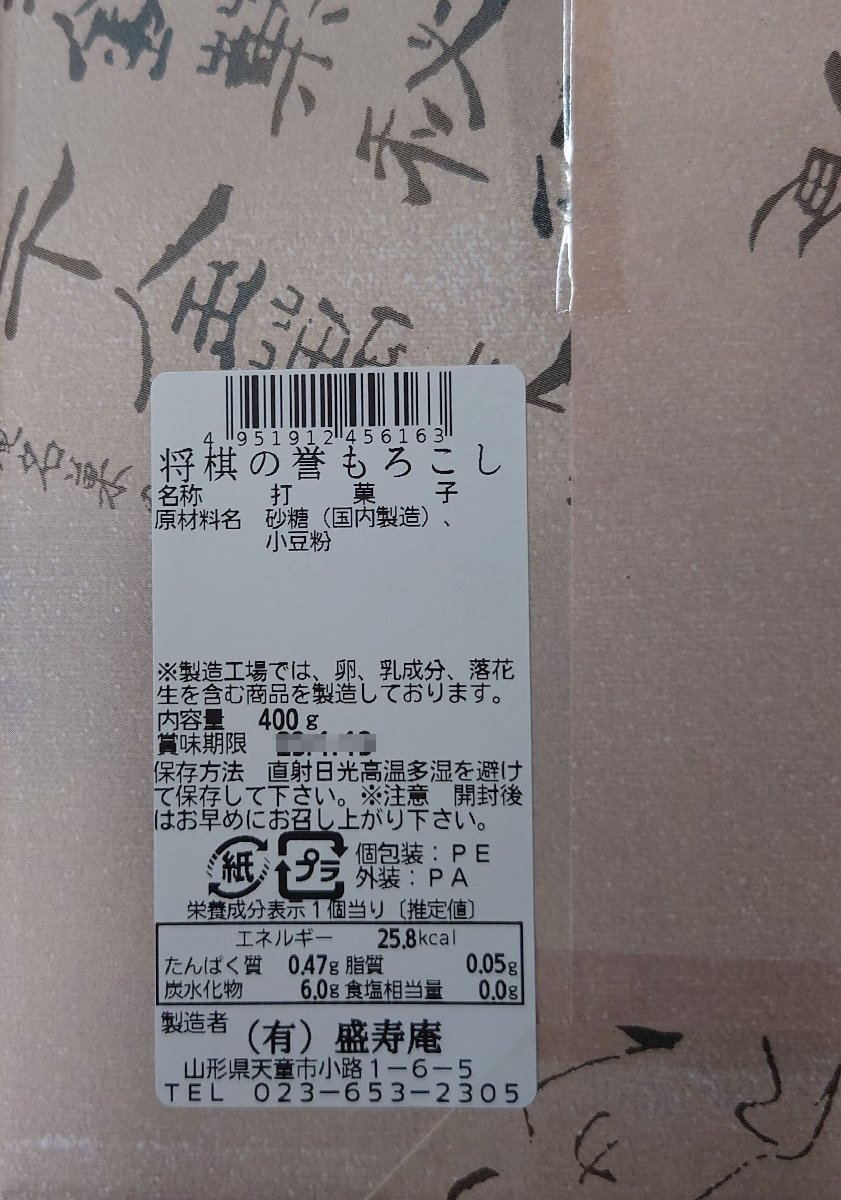 4 951912 456163
将棋の誉もろこし
名称 打菓子
原材料名 砂糖（国内製造）、
小豆粉
※製造工場では、卵、乳成分、落花
生を含む商品を製造しております。
内容量 400g
賞味期限
保存方法 直射日光高温多湿を避け
て保存して下さい。※注意 開封後
はお早めにお召し上がり下さい。
紙 プラ
個包装：PE
外装：PA
栄養成分表示1個当り〔推定値〕
エネルギー 25.8kcal
たんぱく質 0.47g 脂質 0.05g
炭水化物 6.0g 食塩相当量 0.0g
製造者 （有）盛寿庵
山形県天童市小路1-6-5
TEL 023-653-2305